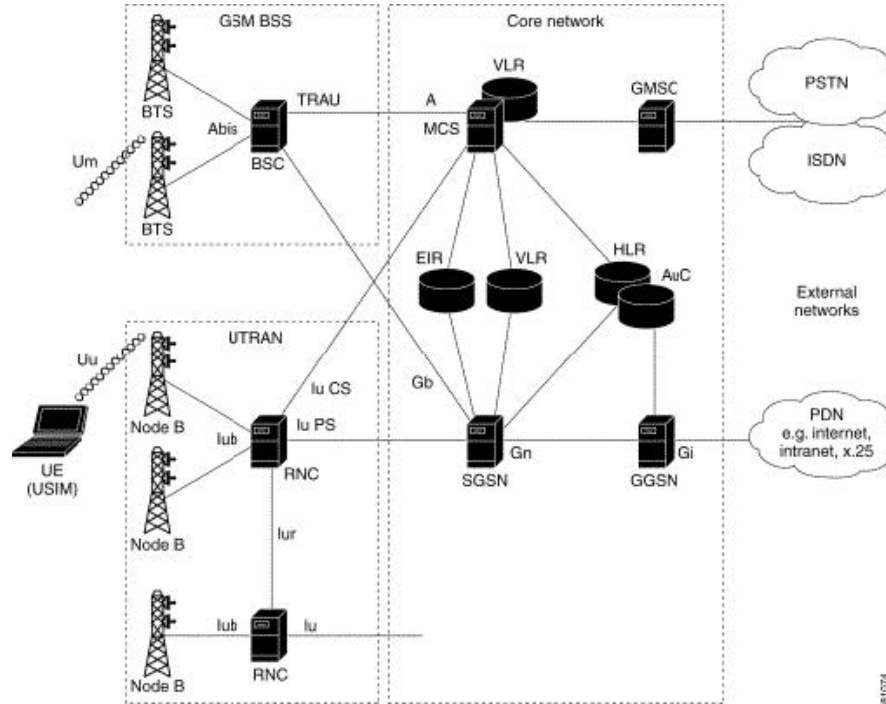 GSM BSS
Core network
VLR
PSTN
TRAU
A
GMSC
BTS
Abis
MCS
Um
BSC
ISDN
BTS
EIR
VLR
HLR
AuC
External
networks
UTRAN
Uu
Iu CS
Gb
PDN
e.g. internet,
intranet, x.25
Node B
Iub
Iu PS
Gn
Gi
UE
(USIM)
RNC
SGSN
GGSN
Node B
Iur
Iub
Iu
Node B
RNC